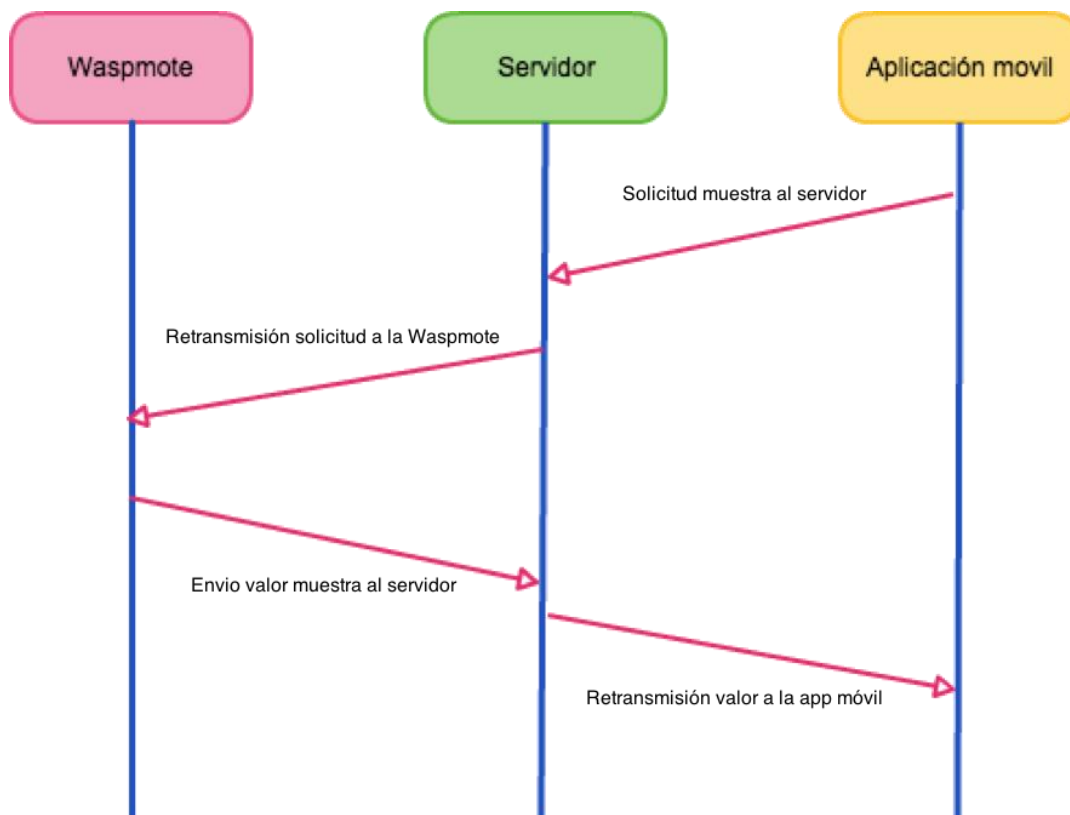 Waspmote
Servidor
Aplicación movil
Solicitud muestra al servidor
Retransmisión solicitud a la Waspmote
Envio valor muestra al servidor
Retransmisión valor a la app móvil